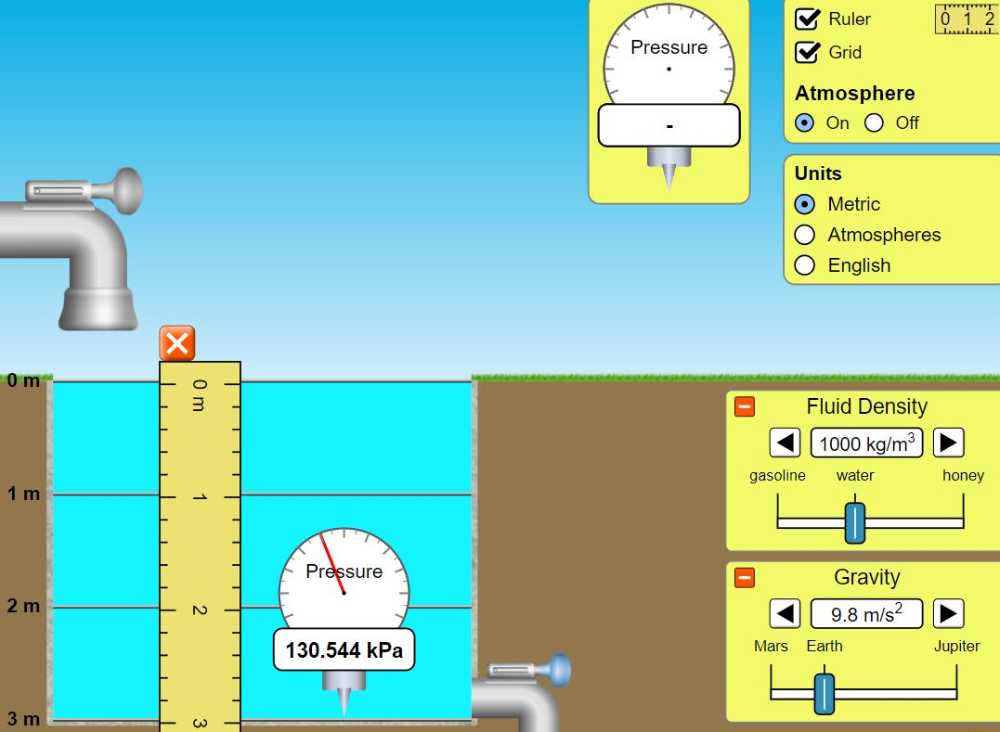 Pressure
-
Ruler
0 1 2
Grid
Atmosphere
On Off
Units
Metric
Atmospheres
English
0 m
1 m
2 m
3 m
0 m
1
2
3
Pressure
130.544 kPa
Fluid Density
1000 kg/m³
gasoline water honey
Gravity
9.8 m/s²
Mars Earth Jupiter